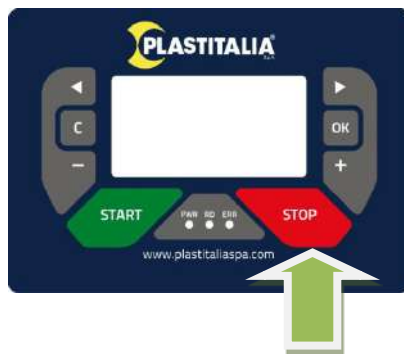 PLASTITALIA
C
OK
−
+
START
PWR RD ERR
STOP
www.plastitaliaspa.com